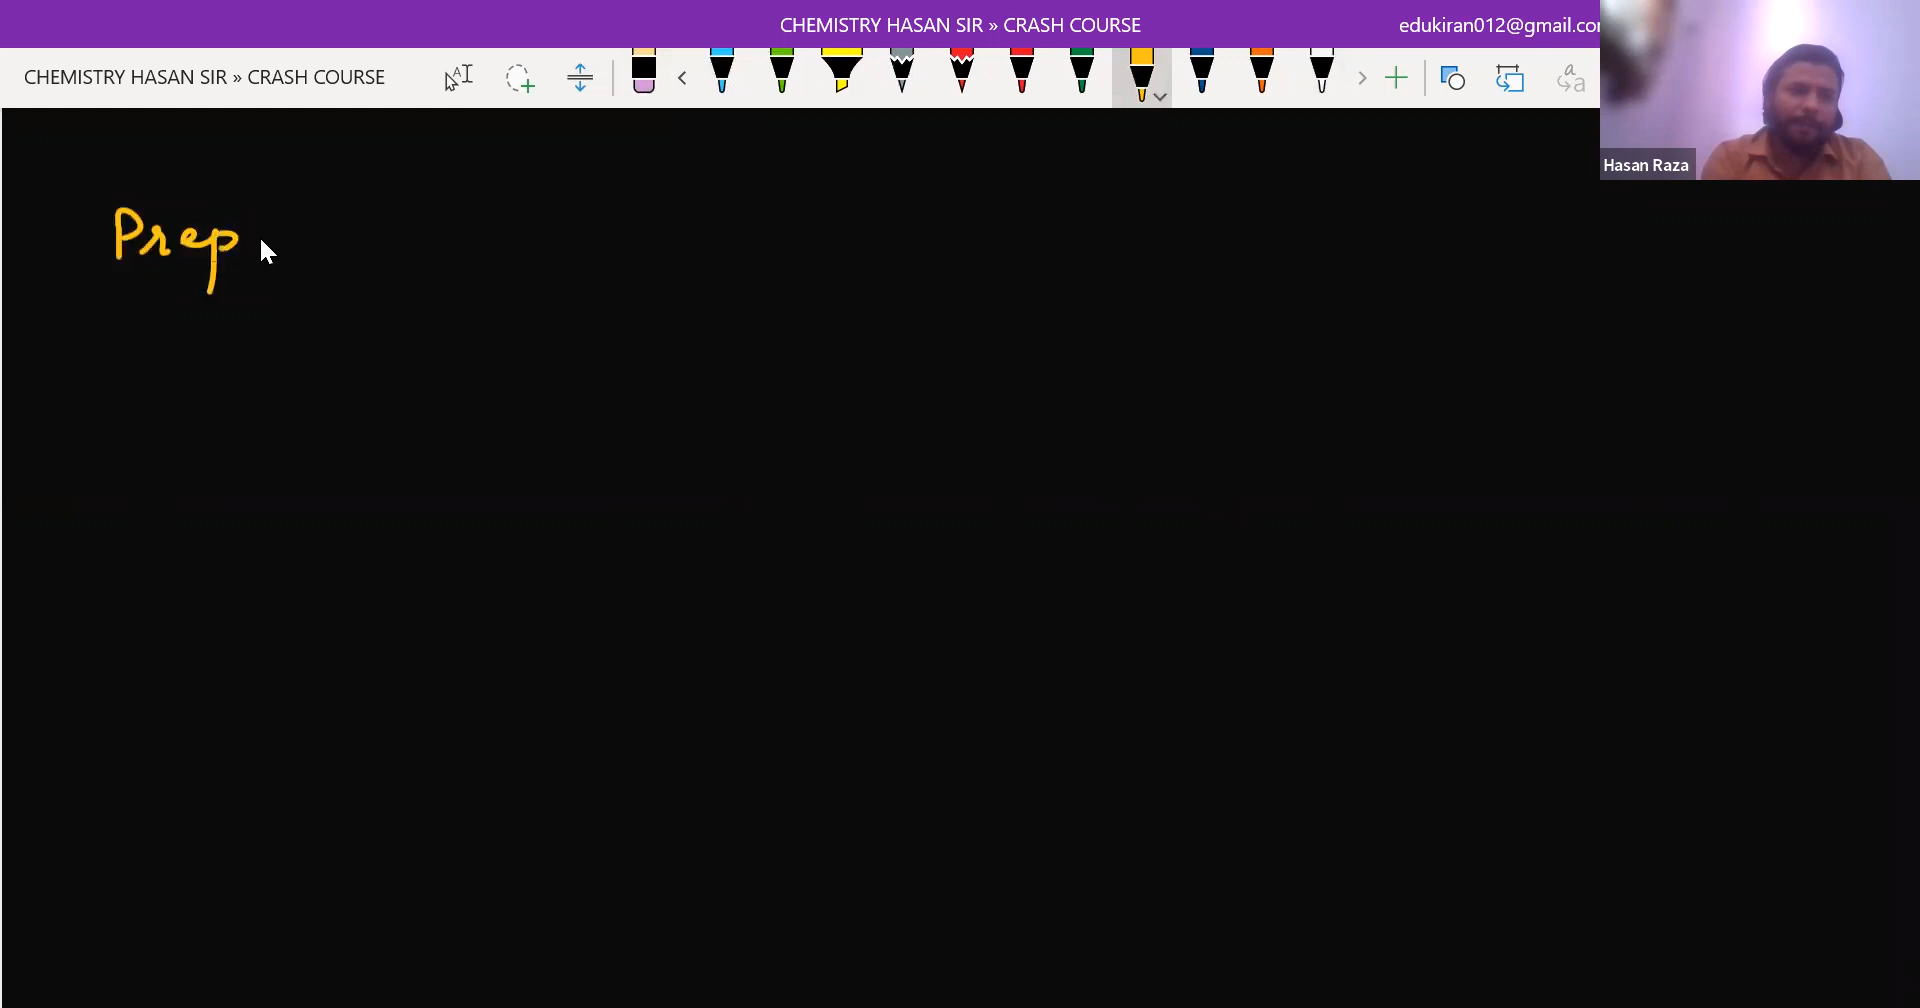 CHEMISTRY HASAN SIR » CRASH COURSE
edukiran012@gmail.co
CHEMISTRY HASAN SIR » CRASH COURSE
Hasan Raza
Prep